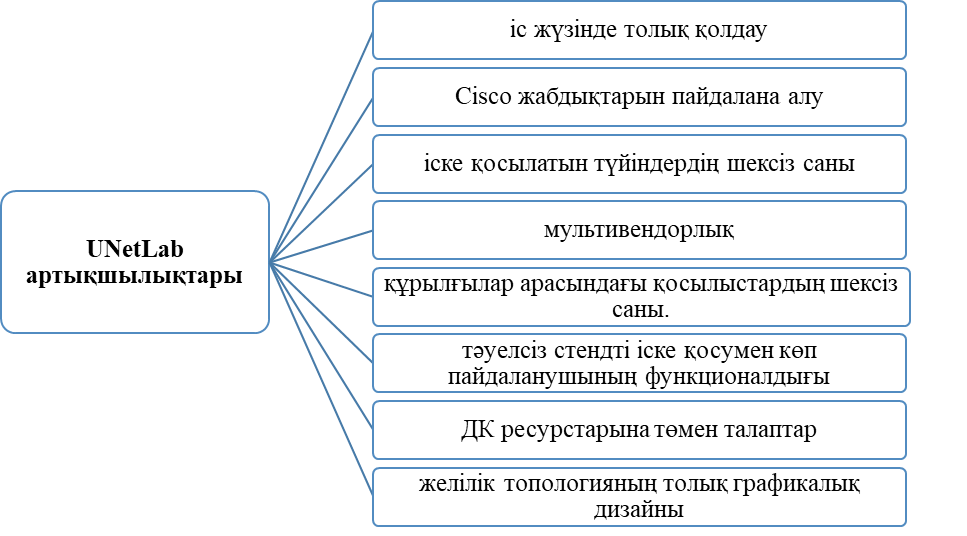 іс жүзінде толық қолдау
Cisco жабдықтарын пайдалана алу
іске қосылатын түйіндердің шексіз саны
UNetLab
артықшылықтары
мультивендорлық
құрылғылар арасындағы қосылыстардың шексіз
саны.
тәуелсіз стендті іске қосумен көп
пайдаланушының функционалдығы
ДК ресурстарына төмен талаптар
желілік топологияның толық графикалық
дизайны